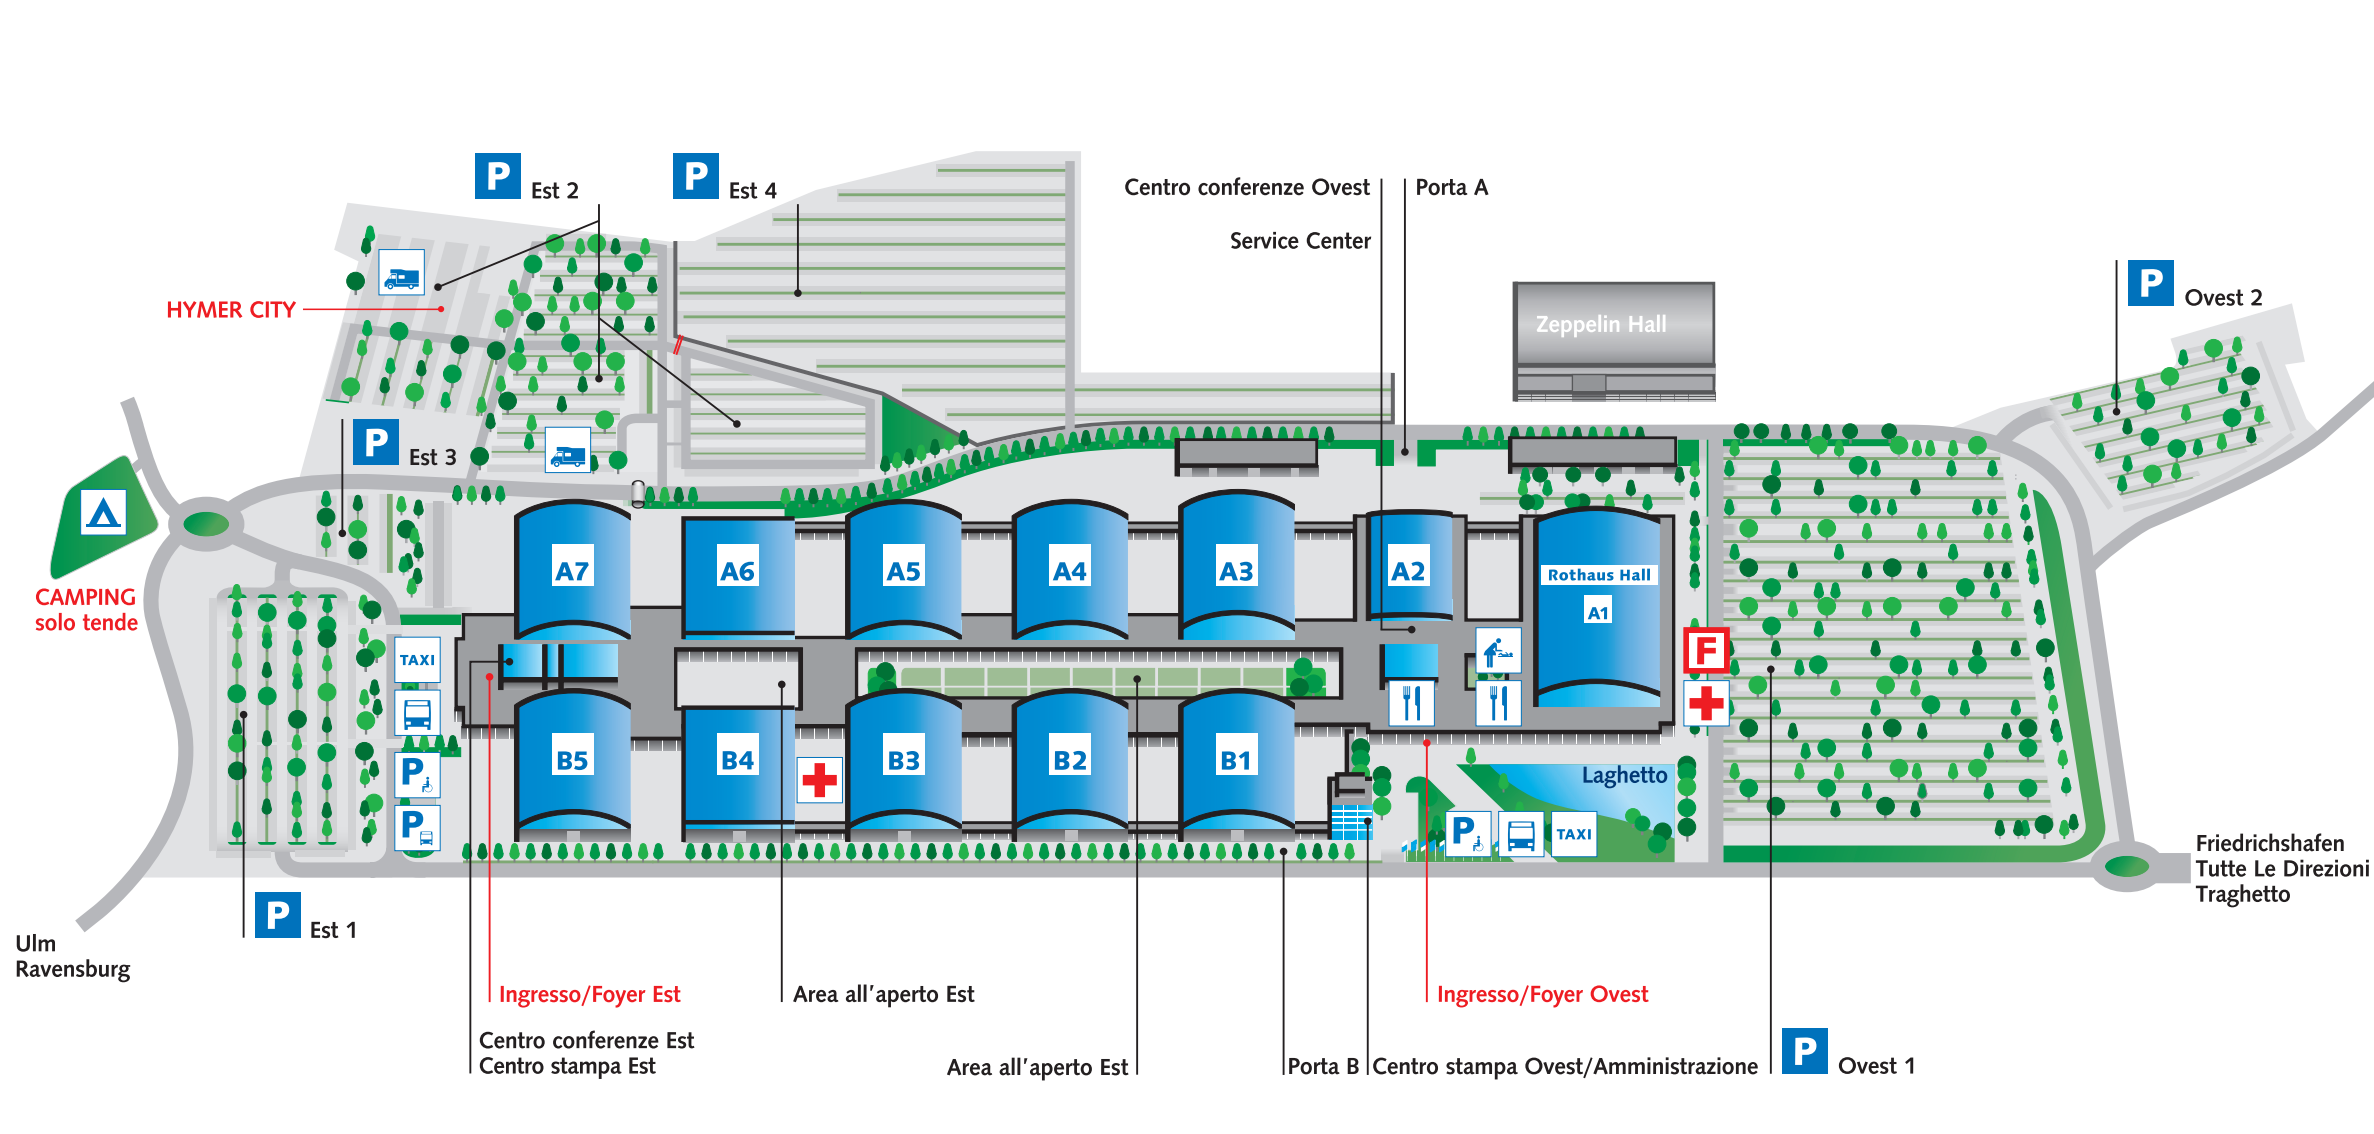 P Est 2
P Est 4
Centro conferenze Ovest
Porta A
Service Center
HYMER CITY
Zeppelin Hall
P Ovest 2
P Est 3
CAMPING
solo tende
A7
A6
A5
A4
A3
A2
Rothaus Hall
A1
TAXI
F
P
P
B5
B4
B3
B2
B1
Laghetto
P
TAXI
Friedrichshafen
Tutte Le Direzioni
Traghetto
P Est 1
Ulm
Ravensburg
Ingresso/Foyer Est
Area all'aperto Est
Ingresso/Foyer Ovest
Centro conferenze Est
Centro stampa Est
Area all'aperto Est
Porta B
Centro stampa Ovest/Amministrazione
P Ovest 1